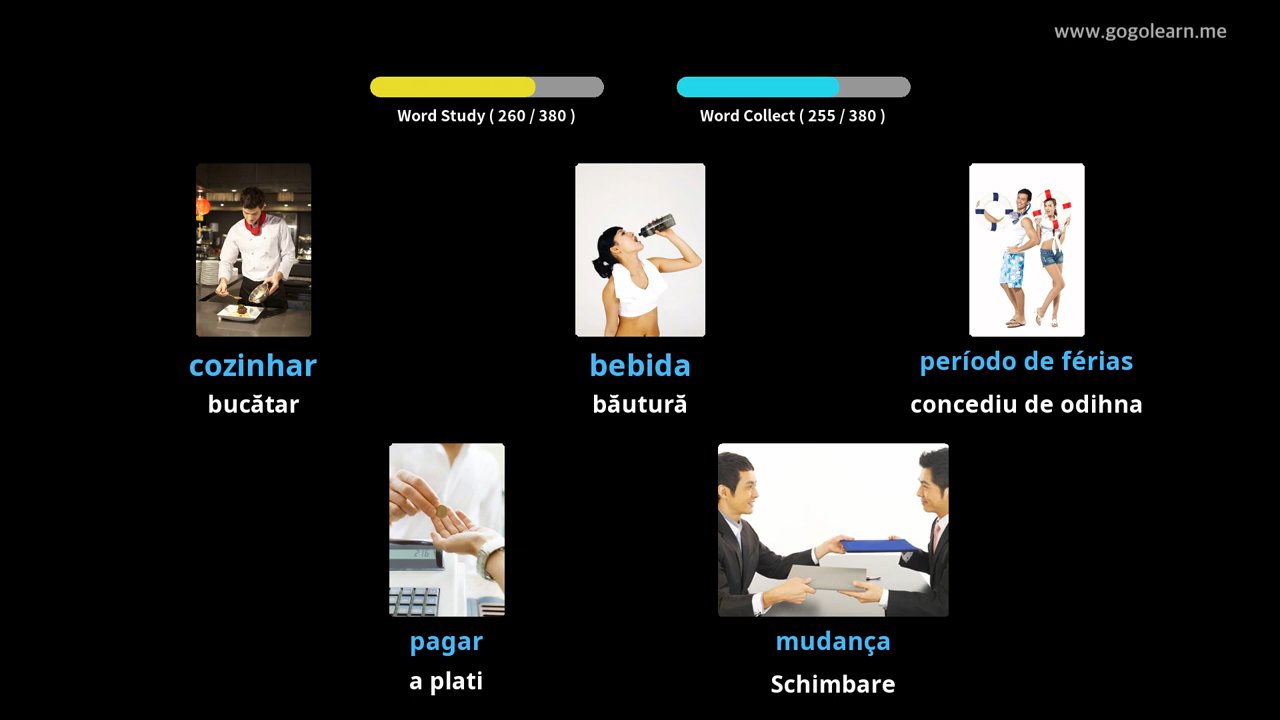 www.gogolearn.me
Word Study ( 260 / 380 )
Word Collect ( 255 / 380 )
cozinhar
bucătar
bebida
băutură
período de férias
concediu de odihna
pagar
a plati
mudança
Schimbare